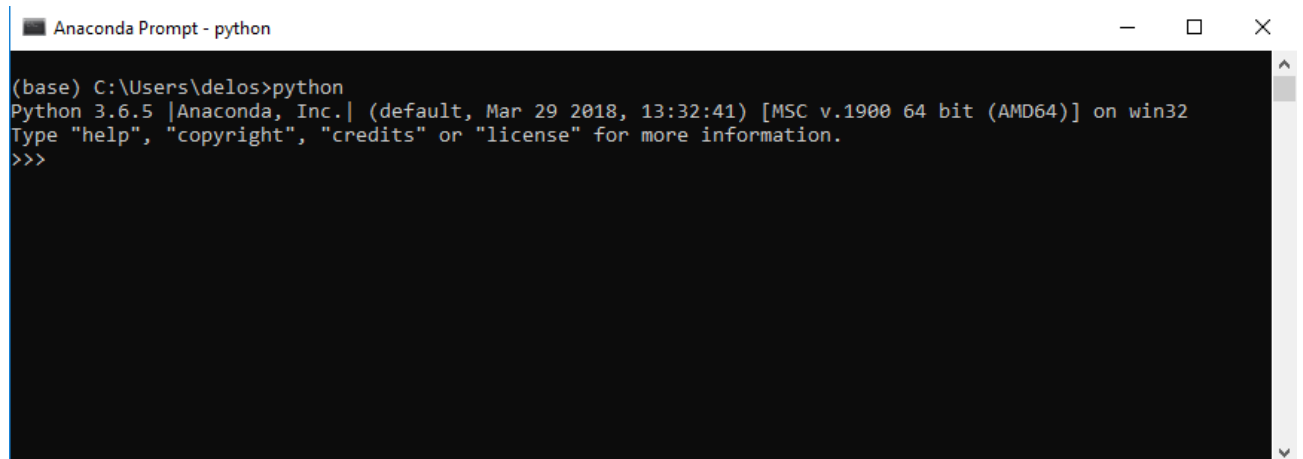 Anaconda Prompt - python
(base) C:\Users\delos>python
Python 3.6.5 |Anaconda, Inc.| (default, Mar 29 2018, 13:32:41) [MSC v.1900 64 bit (AMD64)] on win32
Type "help", "copyright", "credits" or "license" for more information.
>>>